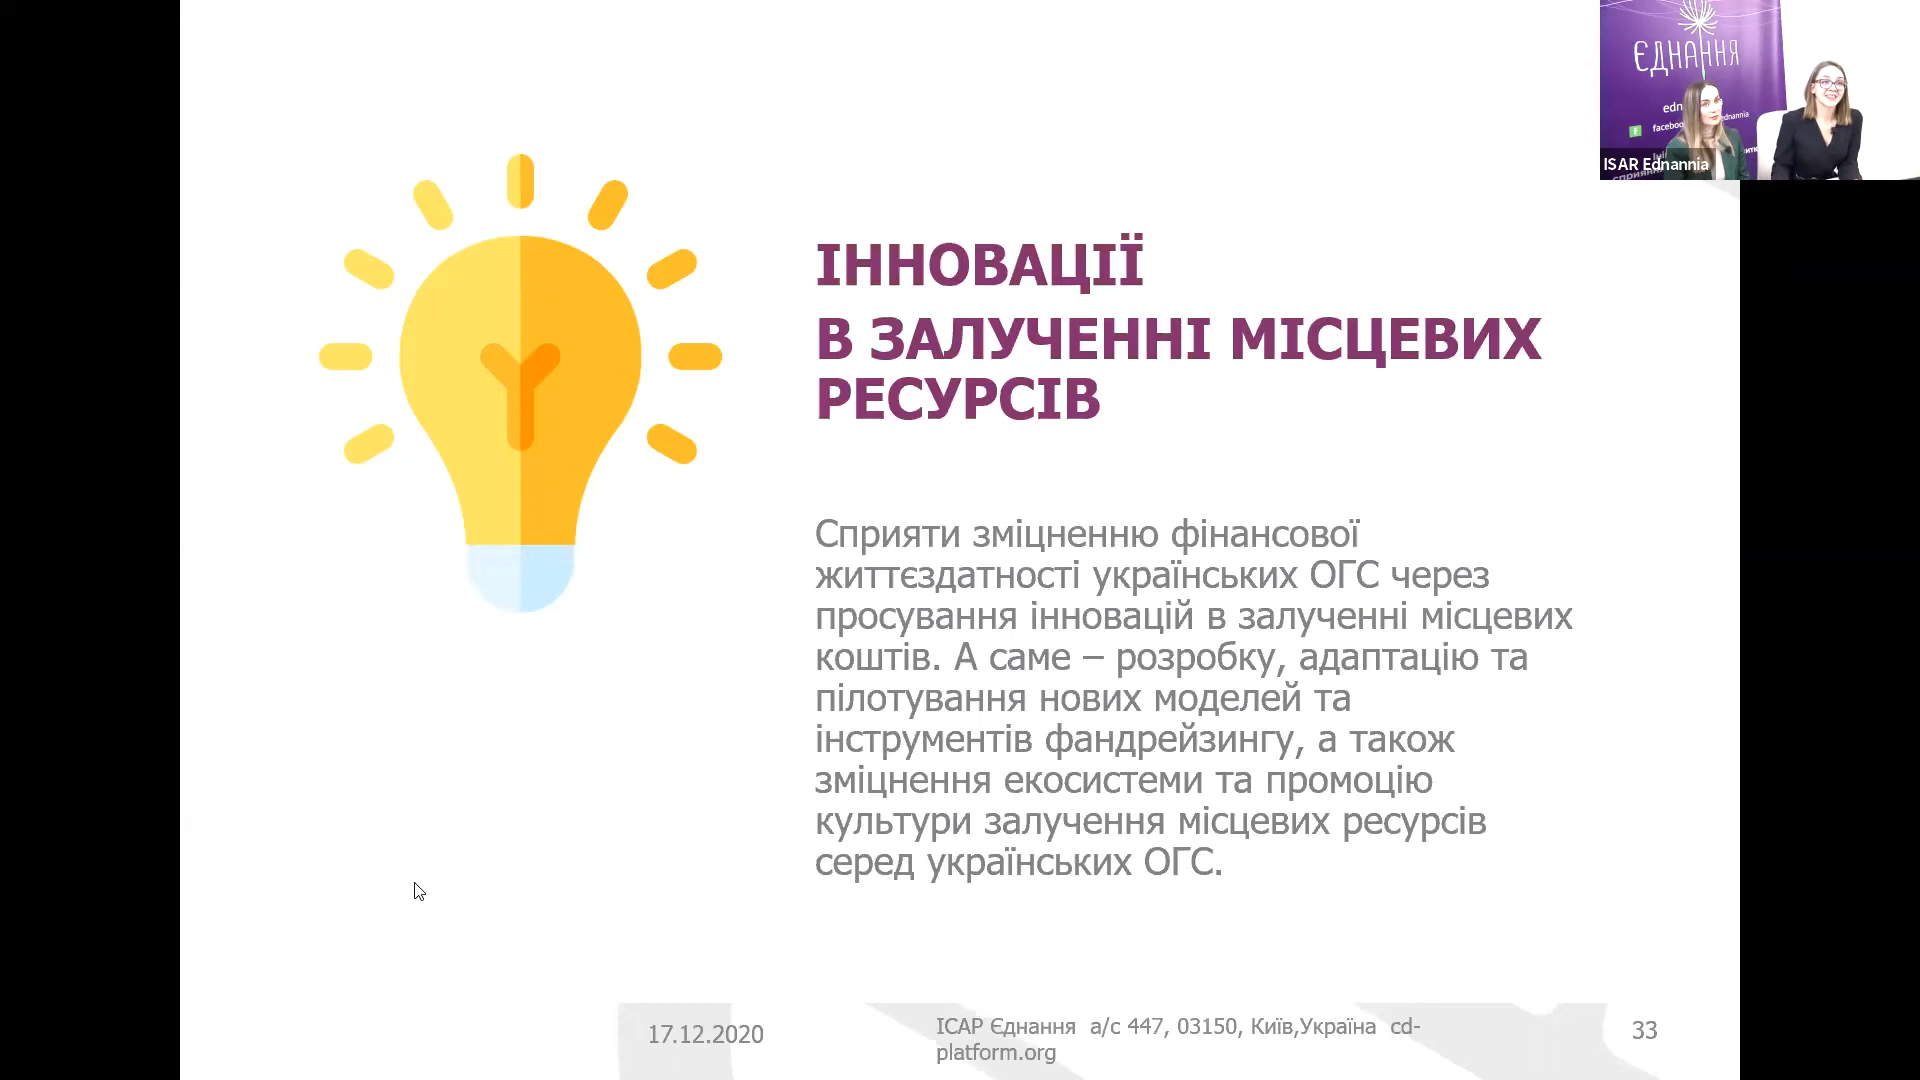 ЄДНАННЯ
ISAR Ednannia
ІННОВАЦІЇ
В ЗАЛУЧЕННІ МІСЦЕВИХ
РЕСУРСІВ
Сприяти зміцненню фінансової
життєздатності українських ОГС через
просування інновацій в залученні місцевих
коштів. А саме – розробку, адаптацію та
пілотування нових моделей та
інструментів фандрейзингу, а також
зміцнення екосистеми та промоцію
культури залучення місцевих ресурсів
серед українських ОГС.
17.12.2020
ІСАР Єднання а/с 447, 03150, Київ,Україна cd-
platform.org
33